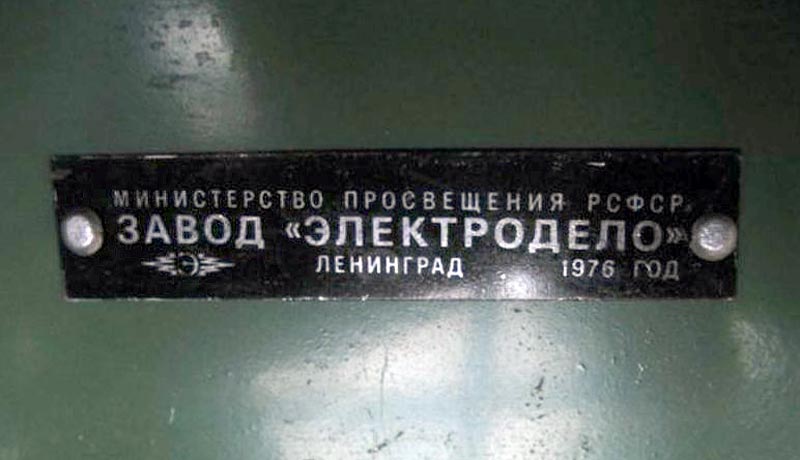 МИНИСТЕРСТВО ПРОСВЕЩЕНИЯ РСФСР
ЗАВОД «ЭЛЕКТРОДЕЛО»
Э ЛЕНИНГРАД 1976 ГОД